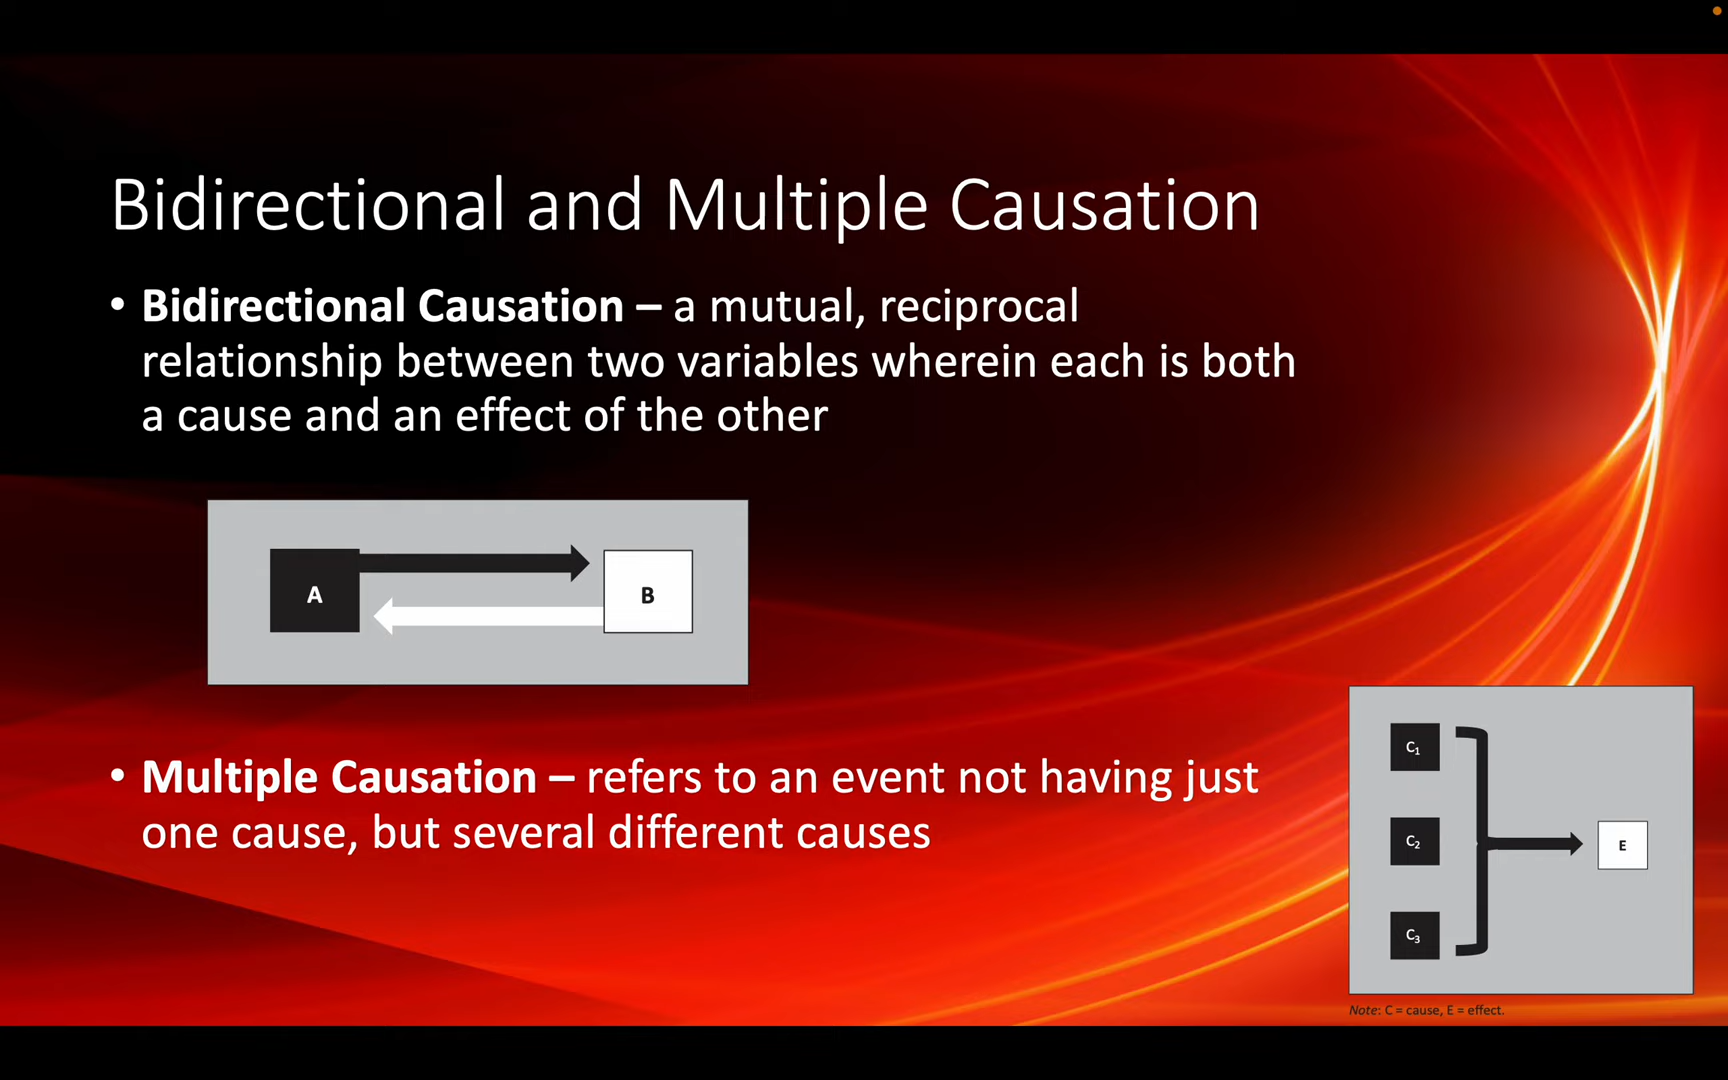 Bidirectional and Multiple Causation
• Bidirectional Causation – a mutual, reciprocal
relationship between two variables wherein each is both
a cause and an effect of the other
A
B
• Multiple Causation – refers to an event not having just
one cause, but several different causes
C₁
C₂
C₃
E
Note: C = cause, E = effect.